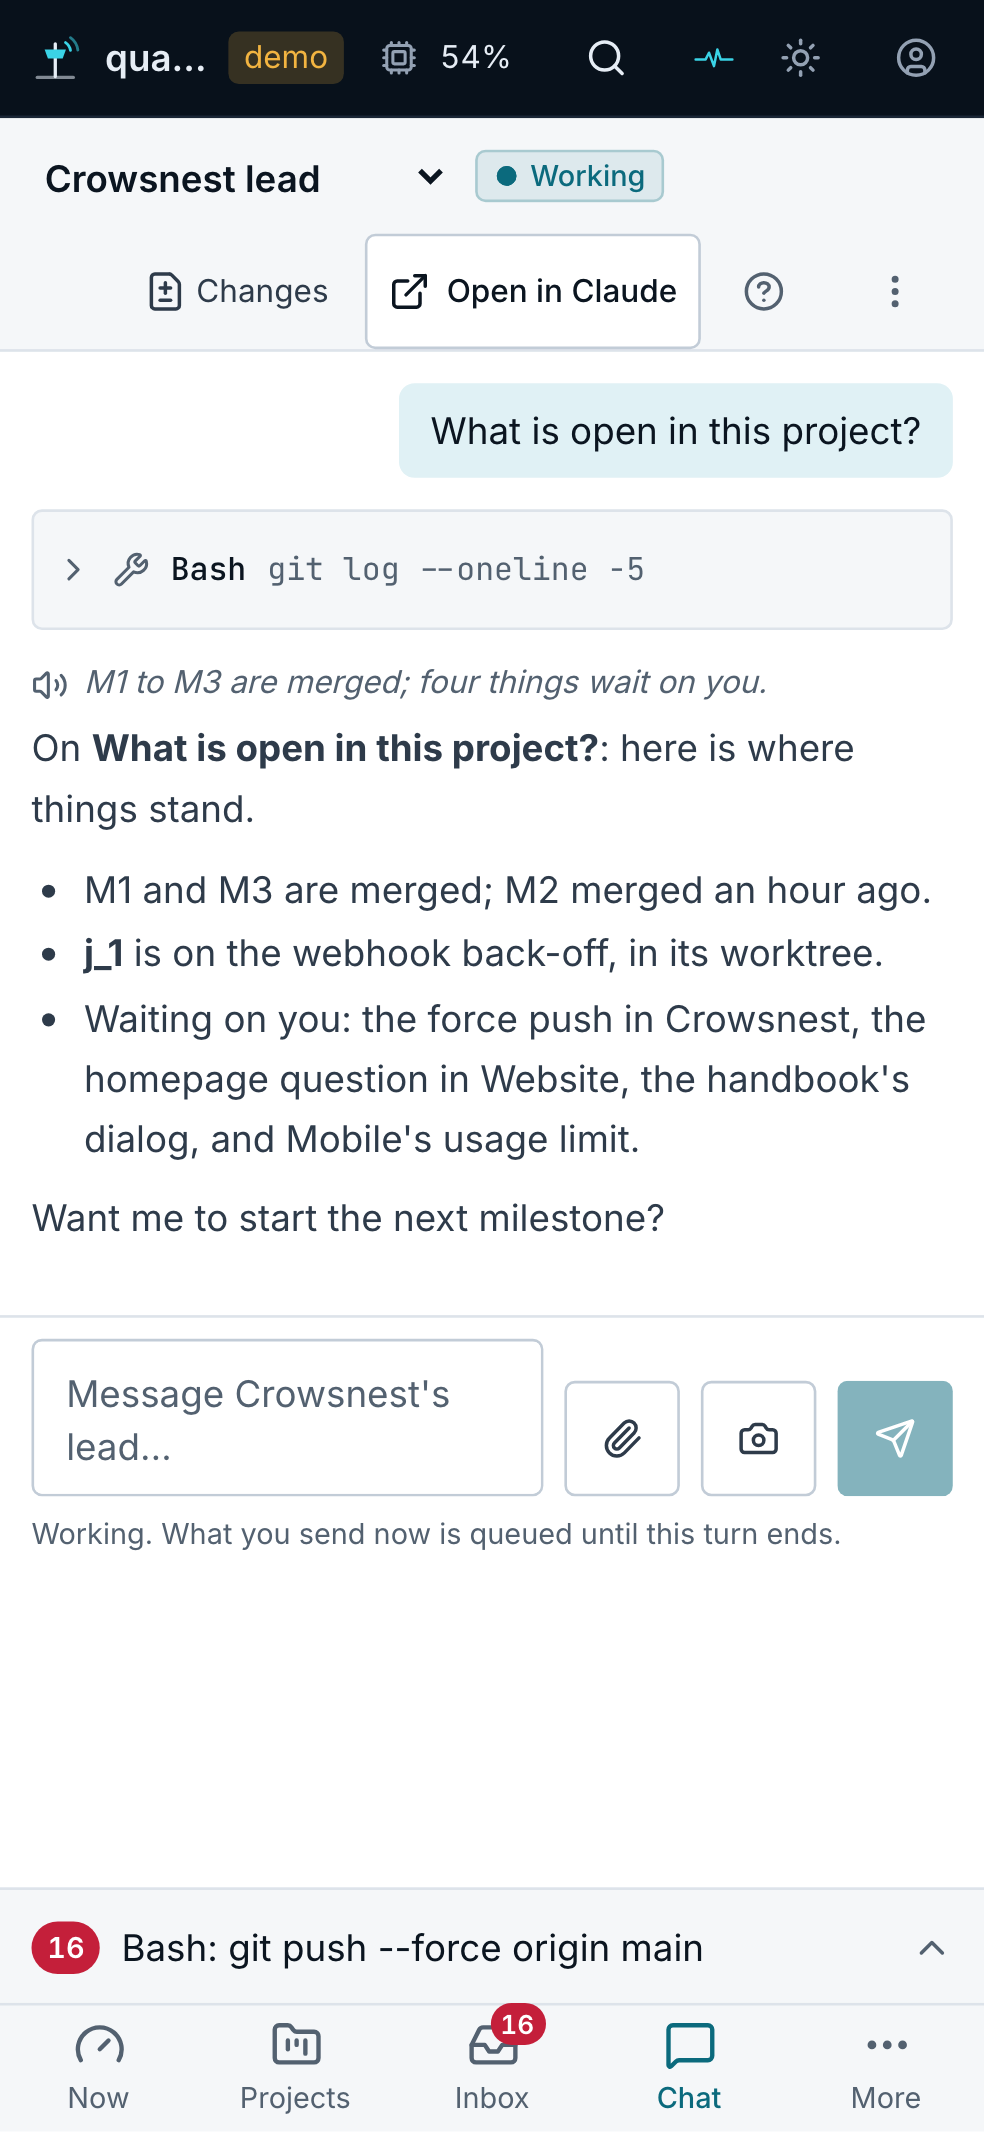 qua...
demo
54%
Crowsnest lead
Working
Changes
Open in Claude
What is open in this project?
Bash git log --oneline -5
M1 to M3 are merged; four things wait on you.
On What is open in this project?: here is where
things stand.
M1 and M3 are merged; M2 merged an hour ago.
j_1 is on the webhook back-off, in its worktree.
Waiting on you: the force push in Crowsnest, the
homepage question in Website, the handbook's
dialog, and Mobile's usage limit.
Want me to start the next milestone?
Message Crowsnest's
lead...
Working. What you send now is queued until this turn ends.
16 Bash: git push --force origin main
16
Now
Projects
Inbox
Chat
More